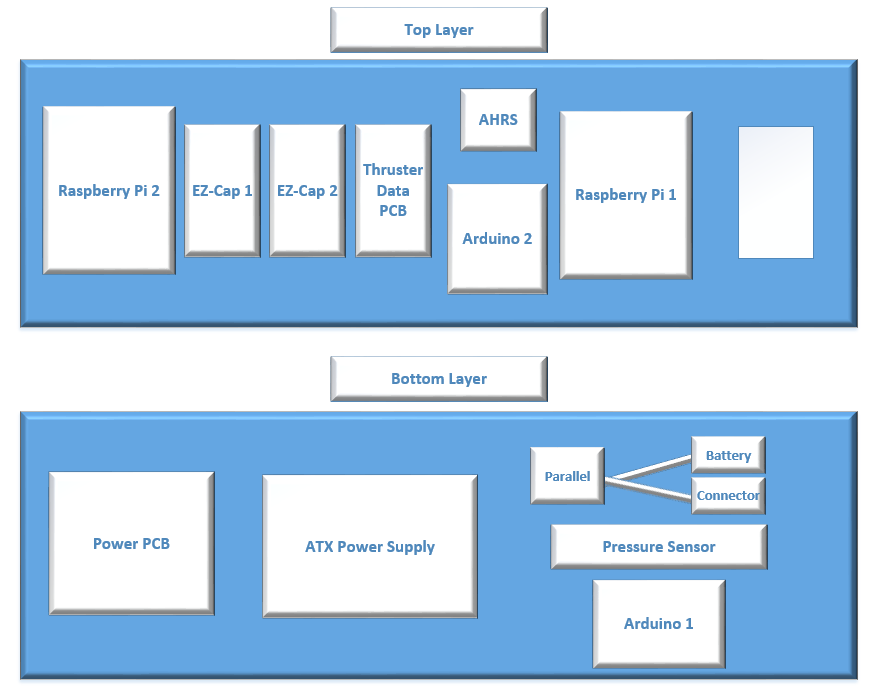 Top Layer
Raspberry Pi 2
EZ-Cap 1
EZ-Cap 2
Thruster
Data
PCB
AHRS
Arduino 2
Raspberry Pi 1
Bottom Layer
Power PCB
ATX Power Supply
Parallel
Battery
Connector
Pressure Sensor
Arduino 1